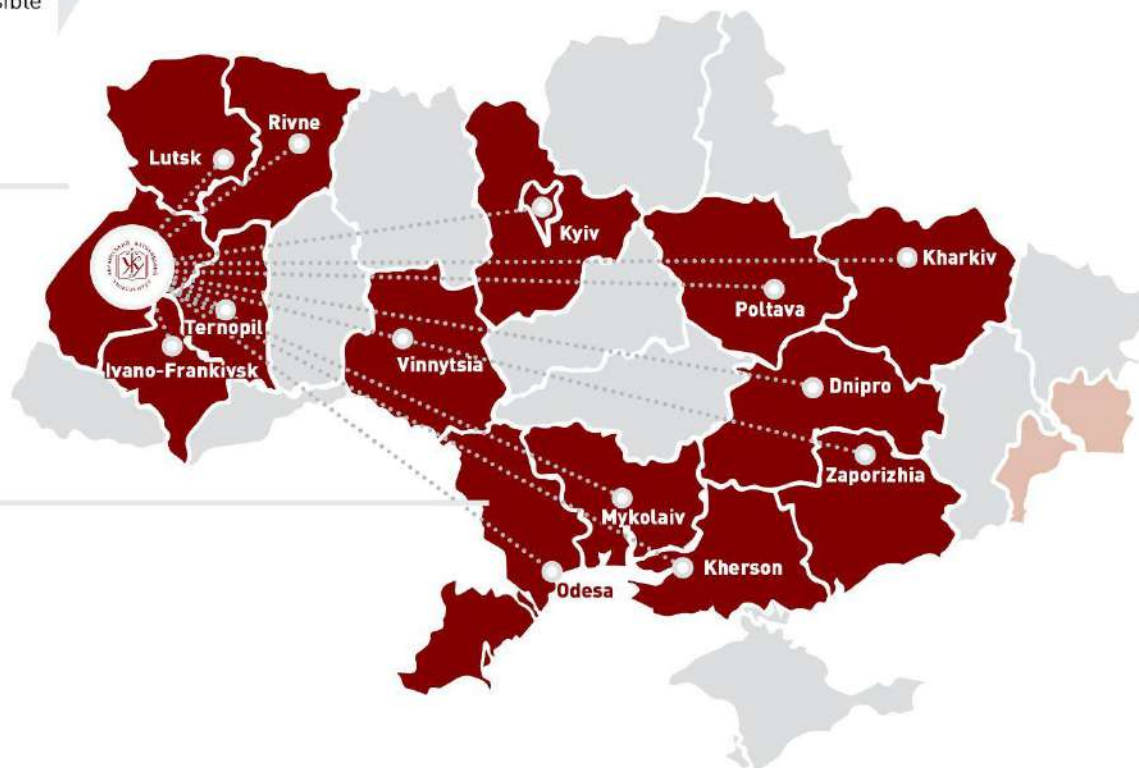 Rivne
Lutsk
Kyiv
Kharkiv
Poltava
Ternopil
Ivano-Frankivsk
Vinnytsia
Dnipro
Zaporizhia
Mykolaiv
Kherson
Odesa